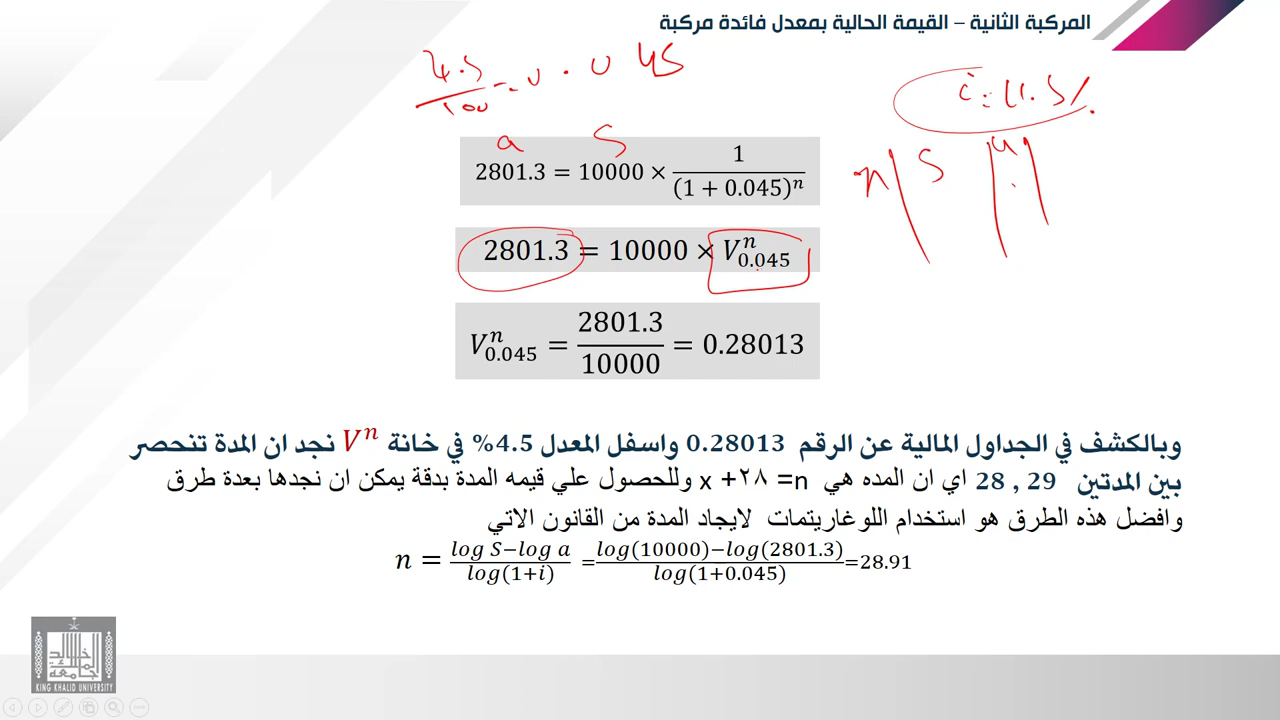 المركبة الثانية – القيمة الحالية بمعدل فائدة مركبة
4.5/100 = 0.045
i = 4.5%
a S
n S
2801.3 = 10000 × 1/(1 + 0.045)^n
2801.3 = 10000 × V^n_0.045
V^n_0.045 = 2801.3/10000 = 0.28013
وبالكشف في الجداول المالية عن الرقم 0.28013 واسفل المعدل 4.5% في خانة V^n نجد ان المدة تنحصر
بين المدتين 28 , 29 اي ان المده هي n= ٢٨+ x وللحصول علي قيمه المدة بدقة يمكن ان نجدها بعدة طرق
وافضل هذه الطرق هو استخدام اللوغاريتمات لايجاد المدة من القانون الاتي
n = (log S−log a)/(log(1+i)) =(log(10000)−log(2801.3))/(log(1+0.045))=28.91
KING KHALID UNIVERSITY